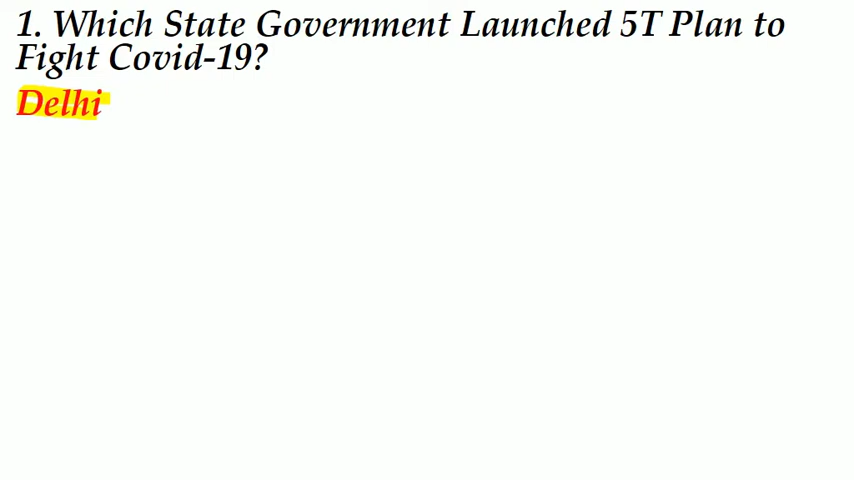 1. Which State Government Launched 5T Plan to
Fight Covid-19?
Delhi